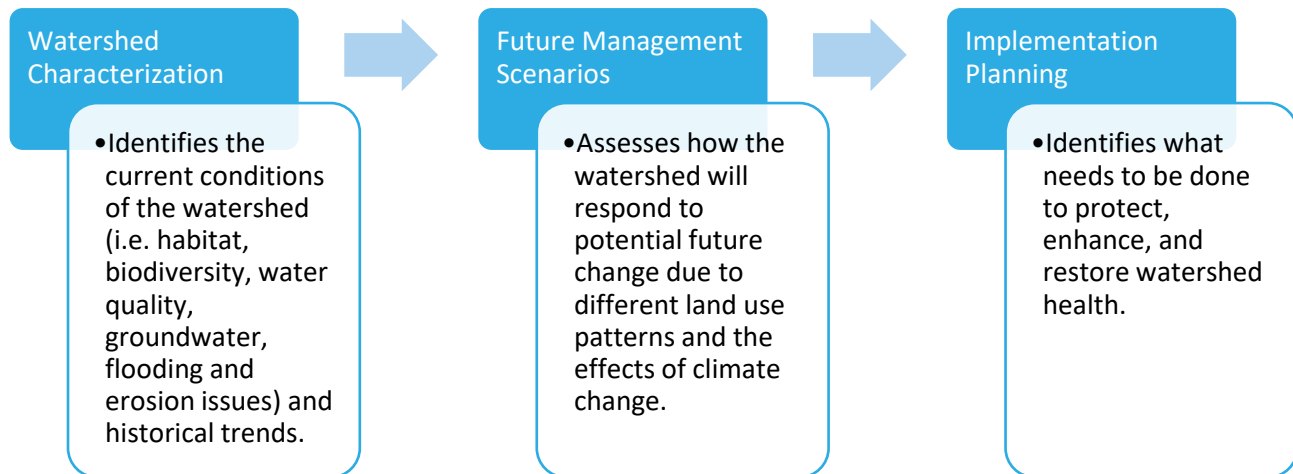 Watershed
Characterization
•Identifies the
current conditions
of the watershed
(i.e. habitat,
biodiversity, water
quality,
groundwater,
flooding and
erosion issues) and
historical trends.
Future Management
Scenarios
•Assesses how the
watershed will
respond to
potential future
change due to
different land use
patterns and the
effects of climate
change.
Implementation
Planning
•Identifies what
needs to be done
to protect,
enhance, and
restore watershed
health.